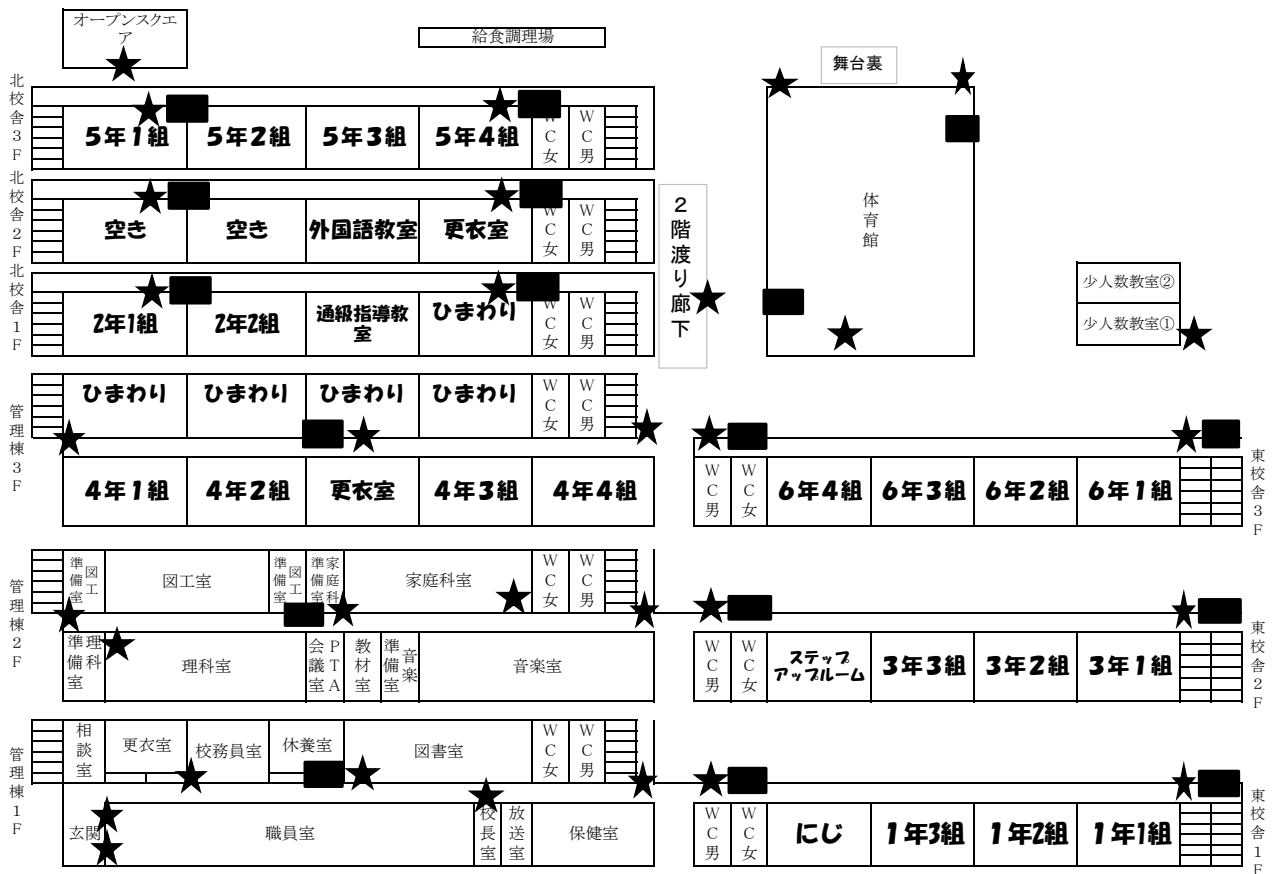 オープンスクエ
ア
給食調理場
舞台裏
北校舎3F
5年1組
5年2組
5年3組
5年4組
WC女
WC男
北校舎2F
空き
空き
外国語教室
更衣室
WC女
WC男
2階渡り廊下
体育館
北校舎1F
2年1組
2年2組
通級指導教
室
ひまわり
WC女
WC男
少人数教室②
少人数教室①
管理棟3F
ひまわり
ひまわり
ひまわり
ひまわり
WC女
WC男
4年1組
4年2組
更衣室
4年3組
4年4組
WC男
WC女
6年4組
6年3組
6年2組
6年1組
東校舎3F
管理棟2F
図工
準備室
図工室
図工
準備室
家庭科
準備室
家庭科室
WC女
WC男
理科
準備室
理科室
PTA
会議室
教材室
音楽
準備室
音楽室
WC男
WC女
ステップ
アップルーム
3年3組
3年2組
3年1組
東校舎2F
管理棟1F
相談室
更衣室
校務員室
休養室
図書室
WC女
WC男
玄関
職員室
校長室
放送室
保健室
WC男
WC女
にじ
1年3組
1年2組
1年1組
東校舎1F